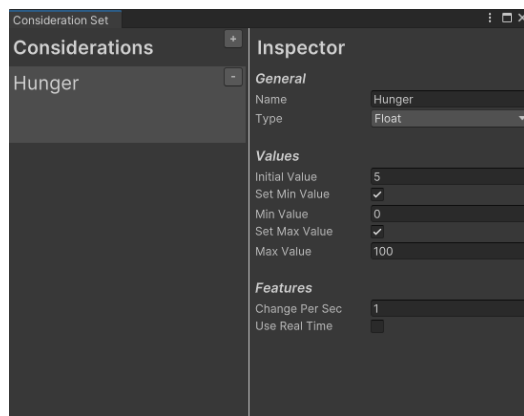 Consideration Set
Considerations
+
Hunger
-
Inspector
General
Name Hunger
Type Float
Values
Initial Value 5
Set Min Value
Min Value 0
Set Max Value
Max Value 100
Features
Change Per Sec 1
Use Real Time